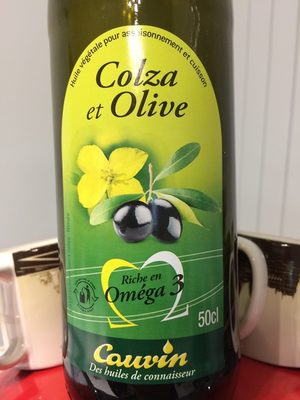 Huile végétale pour assaisonnement et cuisson
Colza
et Olive
Riche en
Oméga 3
50cl
Cauvin
Des huiles de connaisseur